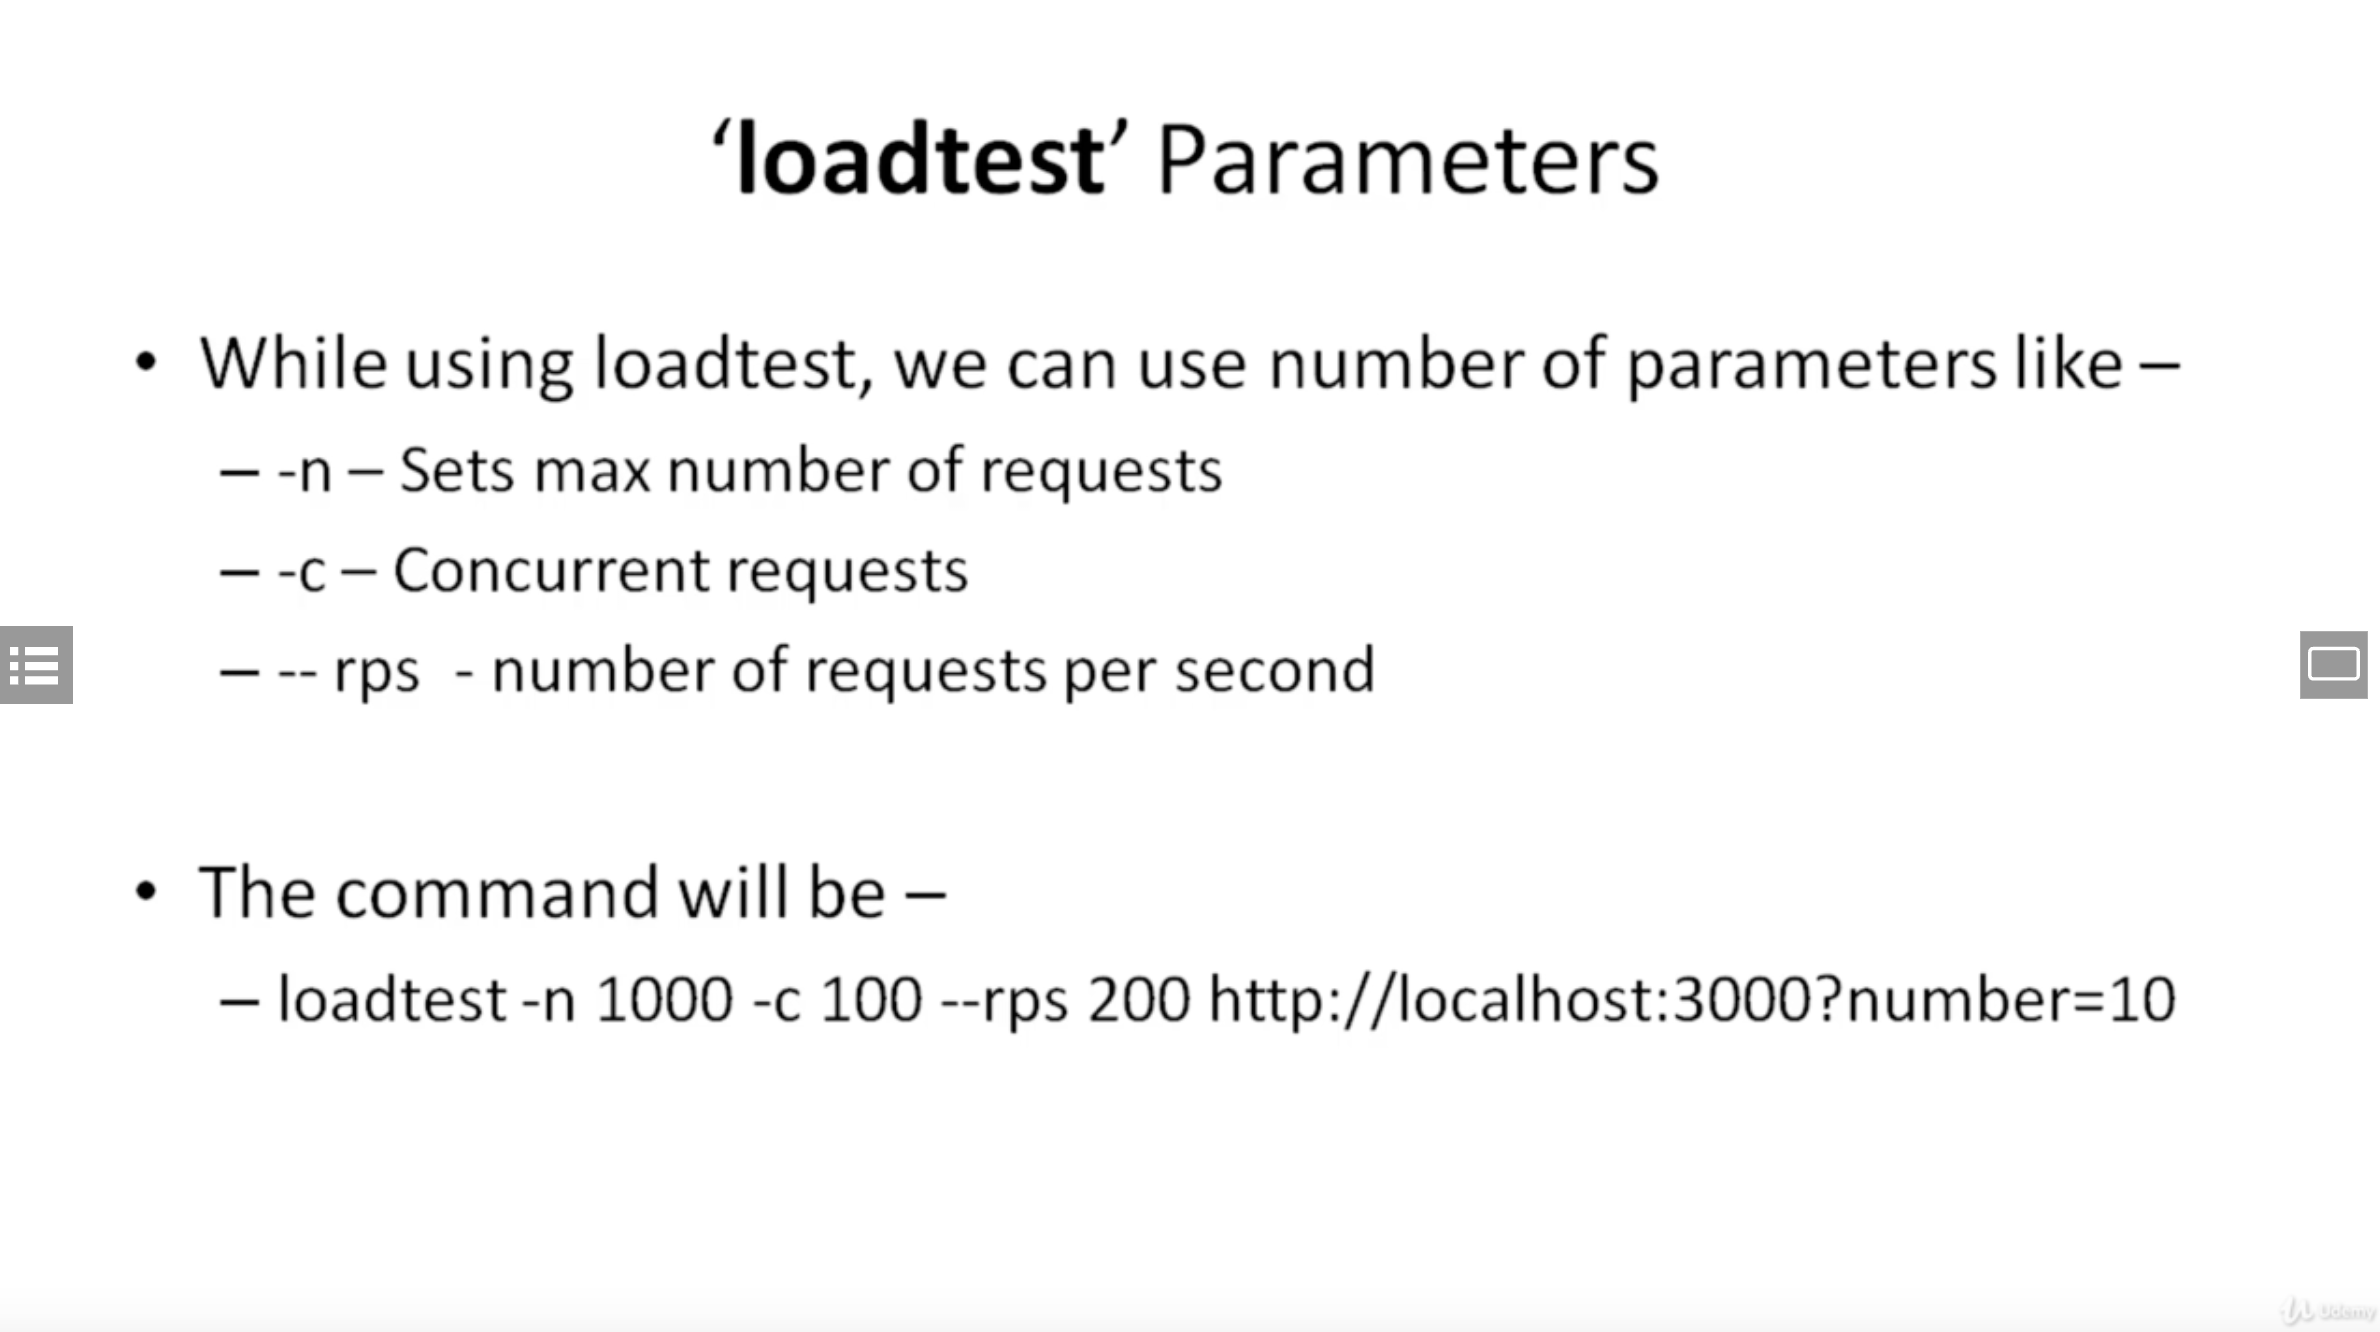 ‘loadtest’ Parameters
• While using loadtest, we can use number of parameters like –
– -n – Sets max number of requests
– -c – Concurrent requests
– -- rps - number of requests per second
• The command will be –
– loadtest -n 1000 -c 100 --rps 200 http://localhost:3000?number=10
Udemy